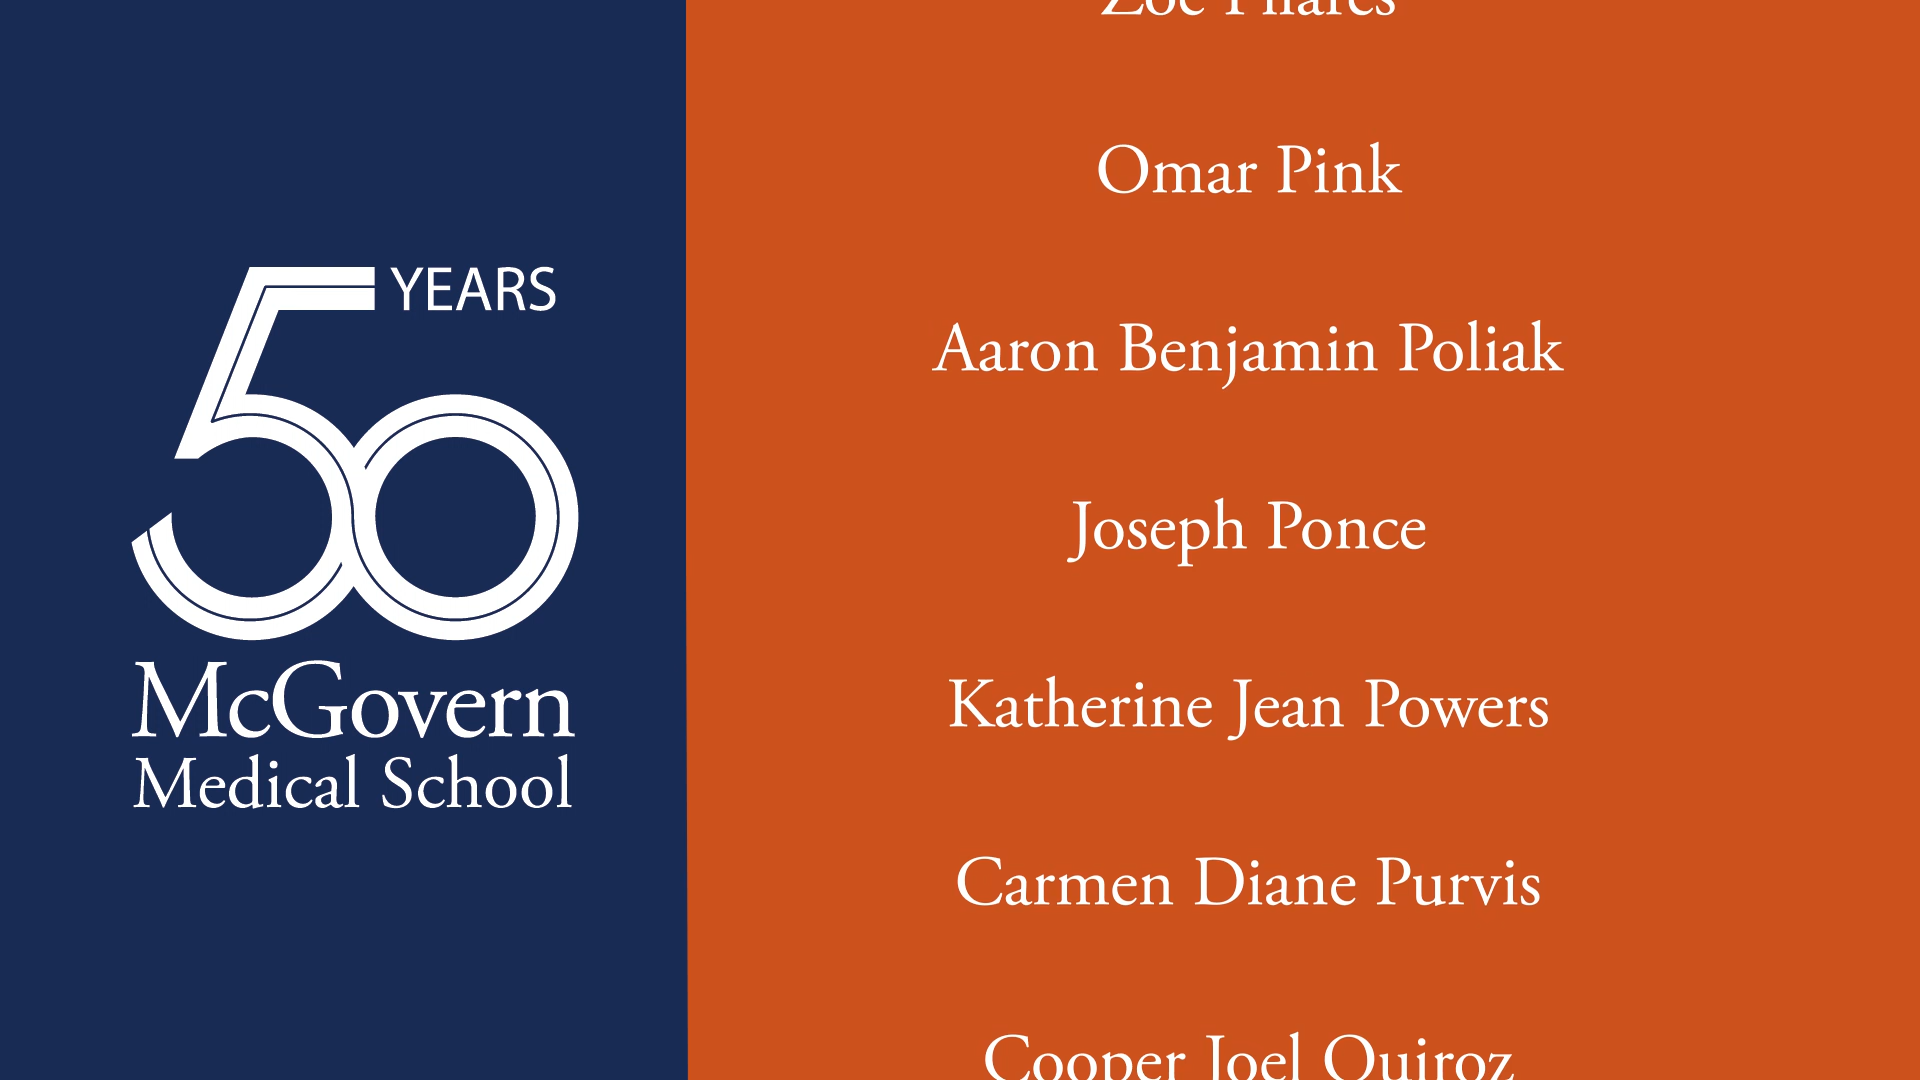 50 YEARS
McGovern
Medical School
Omar Pink
Aaron Benjamin Poliak
Joseph Ponce
Katherine Jean Powers
Carmen Diane Purvis
Cooper Joel Quiroz